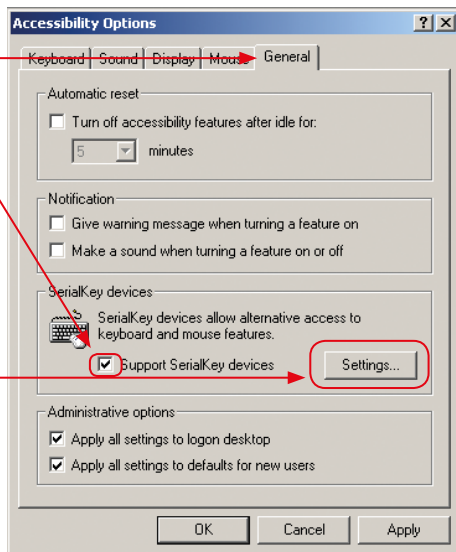 Accessibility Options
Keyboard Sound Display Mouse General
Automatic reset
Turn off accessibility features after idle for:
5 minutes
Notification
Give warning message when turning a feature on
Make a sound when turning a feature on or off
SerialKey devices
SerialKey devices allow alternative access to
keyboard and mouse features.
Support SerialKey devices Settings...
Administrative options
Apply all settings to logon desktop
Apply all settings to defaults for new users
OK Cancel Apply